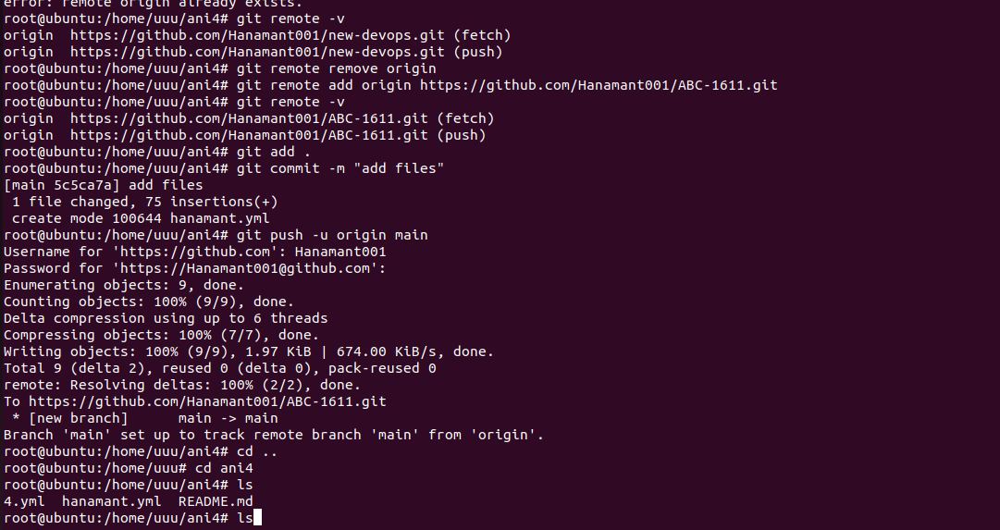 error: remote origin already exists.
root@ubuntu:/home/uuu/ani4# git remote -v
origin  https://github.com/Hanamant001/new-devops.git (fetch)
origin  https://github.com/Hanamant001/new-devops.git (push)
root@ubuntu:/home/uuu/ani4# git remote remove origin
root@ubuntu:/home/uuu/ani4# git remote add origin https://github.com/Hanamant001/ABC-1611.git
root@ubuntu:/home/uuu/ani4# git remote -v
origin  https://github.com/Hanamant001/ABC-1611.git (fetch)
origin  https://github.com/Hanamant001/ABC-1611.git (push)
root@ubuntu:/home/uuu/ani4# git add .
root@ubuntu:/home/uuu/ani4# git commit -m "add files"
[main 5c5ca7a] add files
 1 file changed, 75 insertions(+)
 create mode 100644 hanamant.yml
root@ubuntu:/home/uuu/ani4# git push -u origin main
Username for 'https://github.com': Hanamant001
Password for 'https://Hanamant001@github.com':
Enumerating objects: 9, done.
Counting objects: 100% (9/9), done.
Delta compression using up to 6 threads
Compressing objects: 100% (7/7), done.
Writing objects: 100% (9/9), 1.97 KiB | 674.00 KiB/s, done.
Total 9 (delta 2), reused 0 (delta 0), pack-reused 0
remote: Resolving deltas: 100% (2/2), done.
To https://github.com/Hanamant001/ABC-1611.git
 * [new branch]      main -> main
Branch 'main' set up to track remote branch 'main' from 'origin'.
root@ubuntu:/home/uuu/ani4# cd ..
root@ubuntu:/home/uuu# cd ani4
root@ubuntu:/home/uuu/ani4# ls
4.yml  hanamant.yml  README.md
root@ubuntu:/home/uuu/ani4# ls